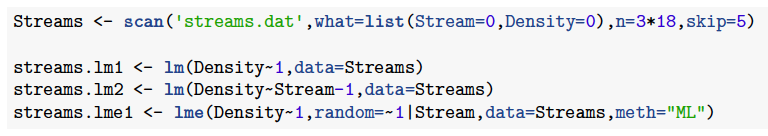 Streams <- scan('streams.dat',what=list(Stream=0,Density=0),n=3*18,skip=5)
streams.lm1 <- lm(Density~1,data=Streams)
streams.lm2 <- lm(Density~Stream-1,data=Streams)
streams.lme1 <- lme(Density~1,random=~1|Stream,data=Streams,meth="ML")